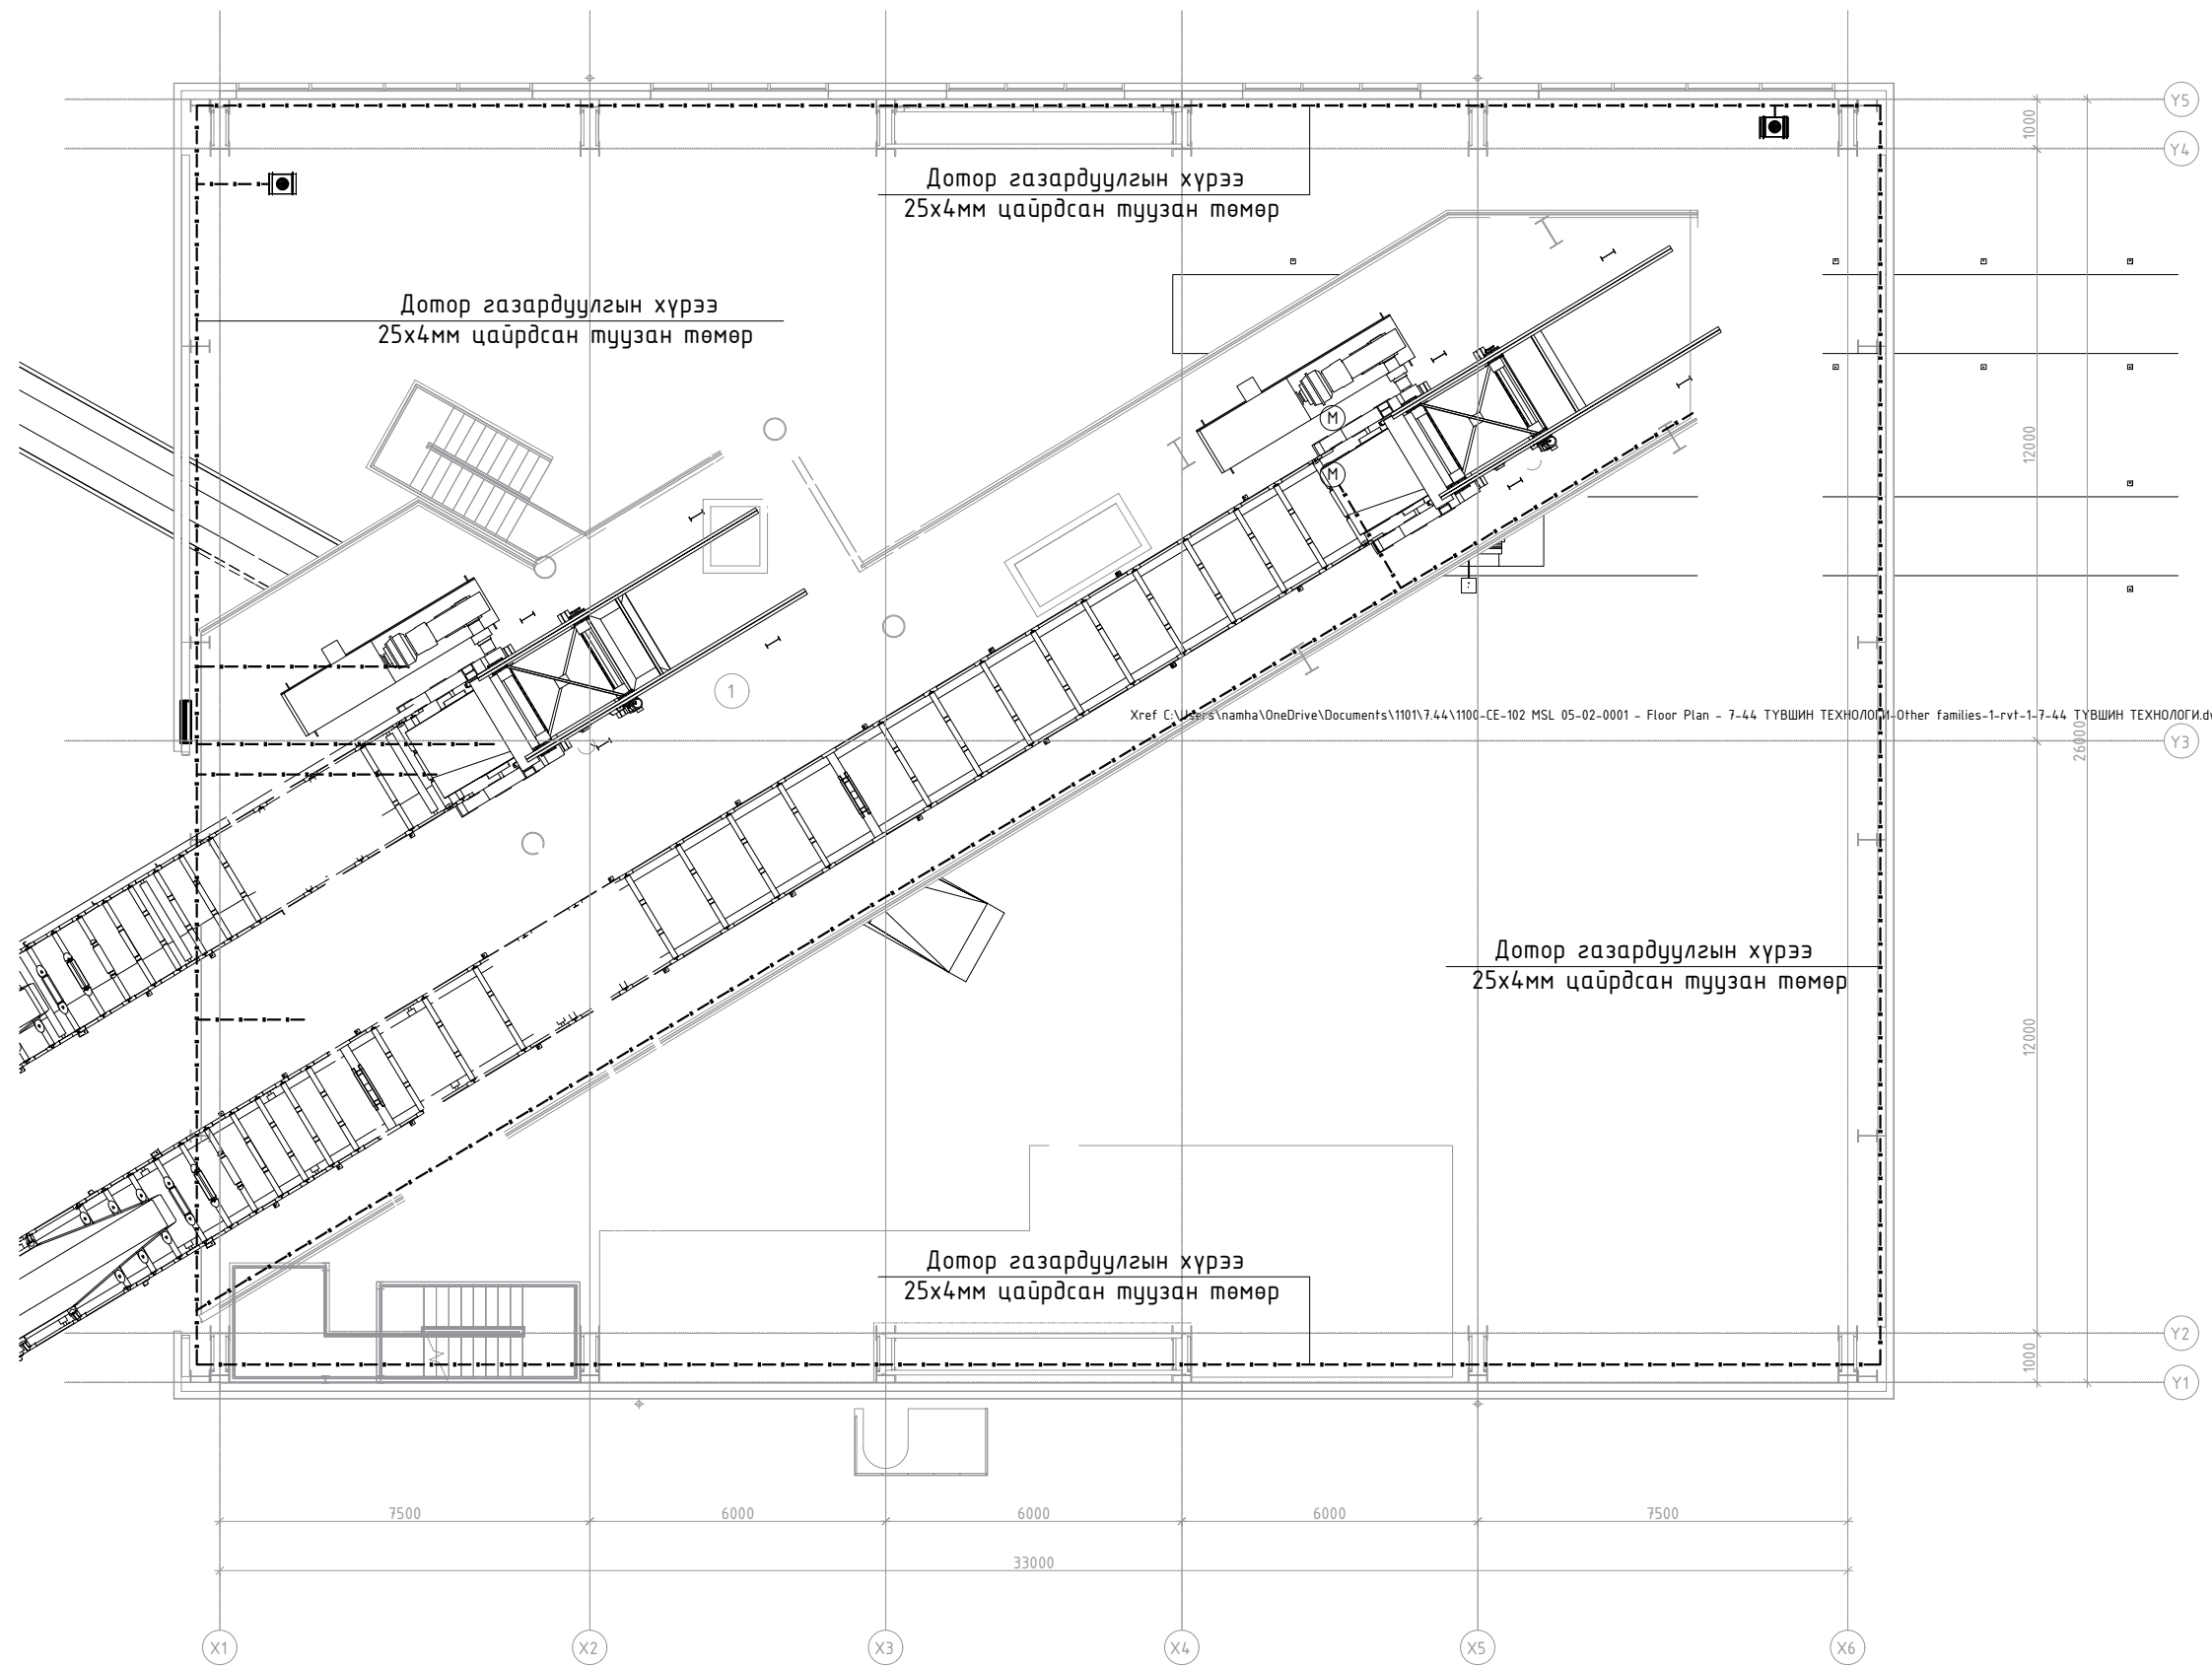 Y5
1000
Y4
Дотор газардуулгын хүрээ
25х4мм цайрдсан туузан төмөр
Дотор газардуулгын хүрээ
25х4мм цайрдсан туузан төмөр
M
12000
M
1
Xref C:\Users\namha\OneDrive\Documents\1101\7.44\1100-CE-102 MSL 05-02-0001 - Floor Plan - 7-44 ТҮВШИН ТЕХНОЛОГИ-Other families-1-rvt-1-7-44 ТҮВШИН ТЕХНОЛОГИ.d
26000
Y3
Дотор газардуулгын хүрээ
25х4мм цайрдсан туузан төмөр
12000
Дотор газардуулгын хүрээ
25х4мм цайрдсан туузан төмөр
Y2
1000
Y1
7500 6000 6000 6000 7500
33000
X1 X2 X3 X4 X5 X6